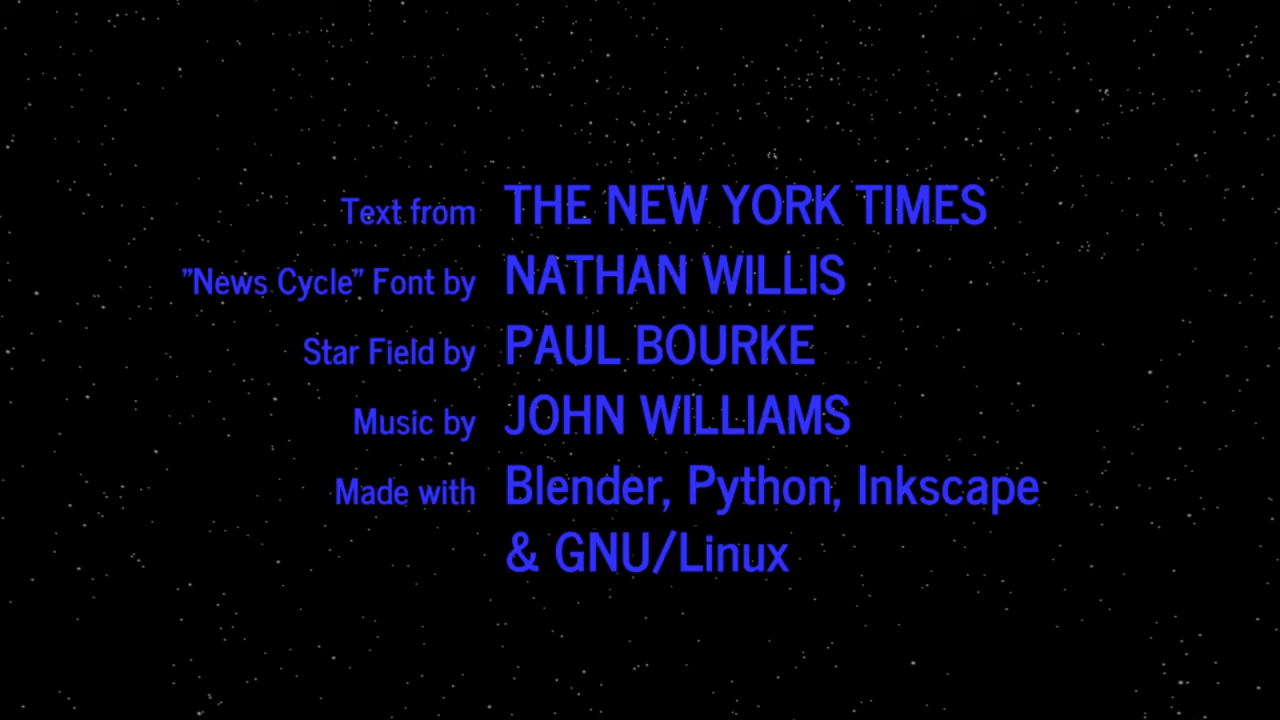 Text from THE NEW YORK TIMES
"News Cycle" Font by NATHAN WILLIS
Star Field by PAUL BOURKE
Music by JOHN WILLIAMS
Made with Blender, Python, Inkscape
& GNU/Linux